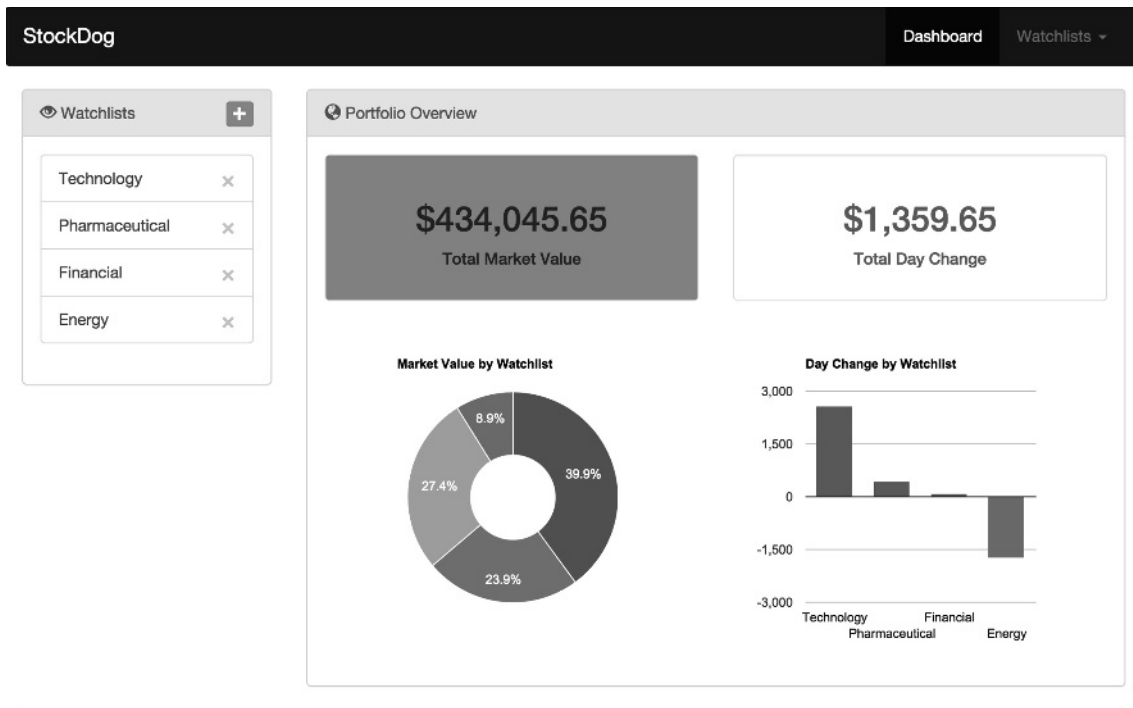 StockDog
Dashboard
Watchlists
Watchlists
+
Technology ×
Pharmaceutical ×
Financial ×
Energy ×
Portfolio Overview
$434,045.65
Total Market Value
$1,359.65
Total Day Change
Market Value by Watchlist
8.9%
39.9%
27.4%
23.9%
Day Change by Watchlist
3,000
1,500
0
-1,500
-3,000
Technology
Pharmaceutical
Financial
Energy